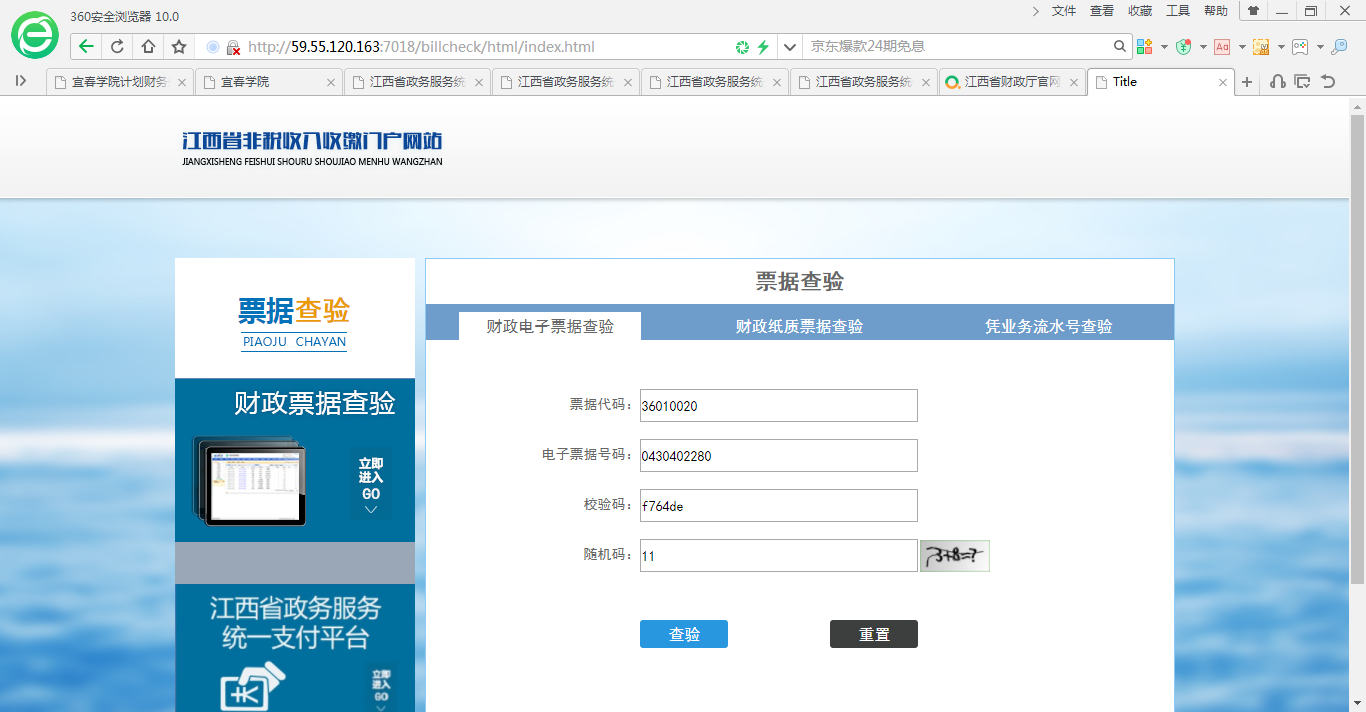 360安全浏览器 10.0
文件 查看 收藏 工具 帮助
http://59.55.120.163:7018/billcheck/html/index.html
京东爆款24期免息
宜春学院计划财务
宜春学院
江西省政务服务统
江西省政务服务统
江西省政务服务统
江西省政务服务统
江西省财政厅官网
Title
江西省非税收入收缴门户网站
JIANGXISHENG FEISHUI SHOURU SHOUJIAO MENHU WANGZHAN
票据查验
PIAOJU CHAYAN
财政票据查验
立即
进入
GO
江西省政务服务
统一支付平台
立即
进入
GO
票据查验
财政电子票据查验
财政纸质票据查验
凭业务流水号查验
票据代码：36010020
电子票据号码：0430402280
校验码：f764de
随机码：11
3+8=?
查验
重置